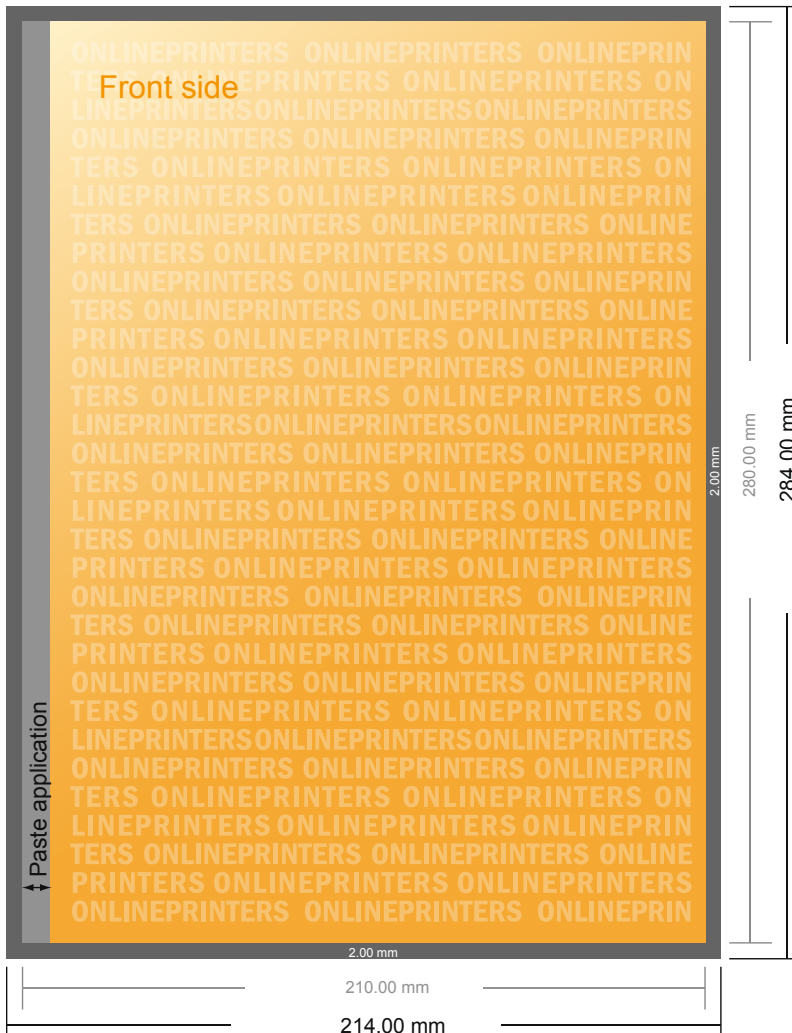 ONLINEPRINTERS ONLINEPRINTERS ONLINEPRIN
TERS ONLINEPRINTERS ONLINEPRINTERS ON
Front side
LINEPRINTERSONLINEPRINTERSONLINEPRINTERS
ONLINEPRINTERS ONLINEPRINTERS ONLINEPRIN
TERS ONLINEPRINTERS ONLINEPRINTERS ON
LINEPRINTERS ONLINEPRINTERS ONLINEPRIN
TERS ONLINEPRINTERS ONLINEPRINTERS ONLINE
PRINTERS ONLINEPRINTERS ONLINEPRINTERS
ONLINEPRINTERS ONLINEPRINTERS ONLINEPRIN
TERS ONLINEPRINTERS ONLINEPRINTERS ONLINE
PRINTERS ONLINEPRINTERS ONLINEPRINTERS
ONLINEPRINTERS ONLINEPRINTERS ONLINEPRIN
TERS ONLINEPRINTERS ONLINEPRINTERS ON
LINEPRINTERSONLINEPRINTERSONLINEPRINTERS
ONLINEPRINTERS ONLINEPRINTERS ONLINEPRIN
TERS ONLINEPRINTERS ONLINEPRINTERS ON
LINEPRINTERS ONLINEPRINTERS ONLINEPRIN
TERS ONLINEPRINTERS ONLINEPRINTERS ONLINE
PRINTERS ONLINEPRINTERS ONLINEPRINTERS
ONLINEPRINTERS ONLINEPRINTERS ONLINEPRIN
TERS ONLINEPRINTERS ONLINEPRINTERS ONLINE
PRINTERS ONLINEPRINTERS ONLINEPRINTERS
ONLINEPRINTERS ONLINEPRINTERS ONLINEPRIN
TERS ONLINEPRINTERS ONLINEPRINTERS ON
LINEPRINTERSONLINEPRINTERSONLINEPRINTERS
ONLINEPRINTERS ONLINEPRINTERS ONLINEPRIN
TERS ONLINEPRINTERS ONLINEPRINTERS ON
LINEPRINTERS ONLINEPRINTERS ONLINEPRIN
TERS ONLINEPRINTERS ONLINEPRINTERS ONLINE
PRINTERS ONLINEPRINTERS ONLINEPRINTERS
ONLINEPRINTERS ONLINEPRINTERS ONLINEPRIN
Paste application
2.00 mm
280.00 mm
284.00 mm
2.00 mm
210.00 mm
214.00 mm